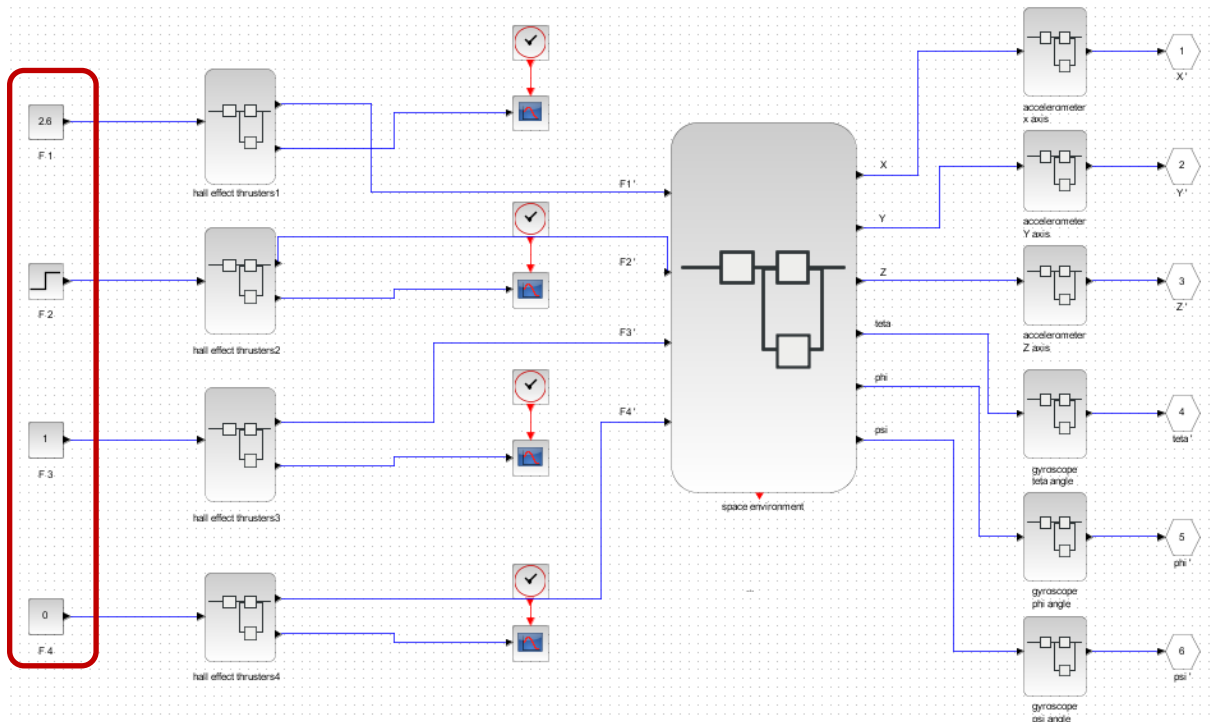 2.6
F 1
hall effect thrusters1
F 2
hall effect thrusters2
1
F 3
hall effect thrusters3
0
F 4
hall effect thrusters4
F1 '
F2 '
F3 '
F4 '
space environment
...
X
Y
Z
teta
phi
psi
accelerometer
x axis
1
X '
accelerometer
Y axis
2
Y '
accelerometer
Z axis
3
Z '
gyroscope
teta angle
4
teta '
gyroscope
phi angle
5
phi '
gyroscope
psi angle
6
psi '